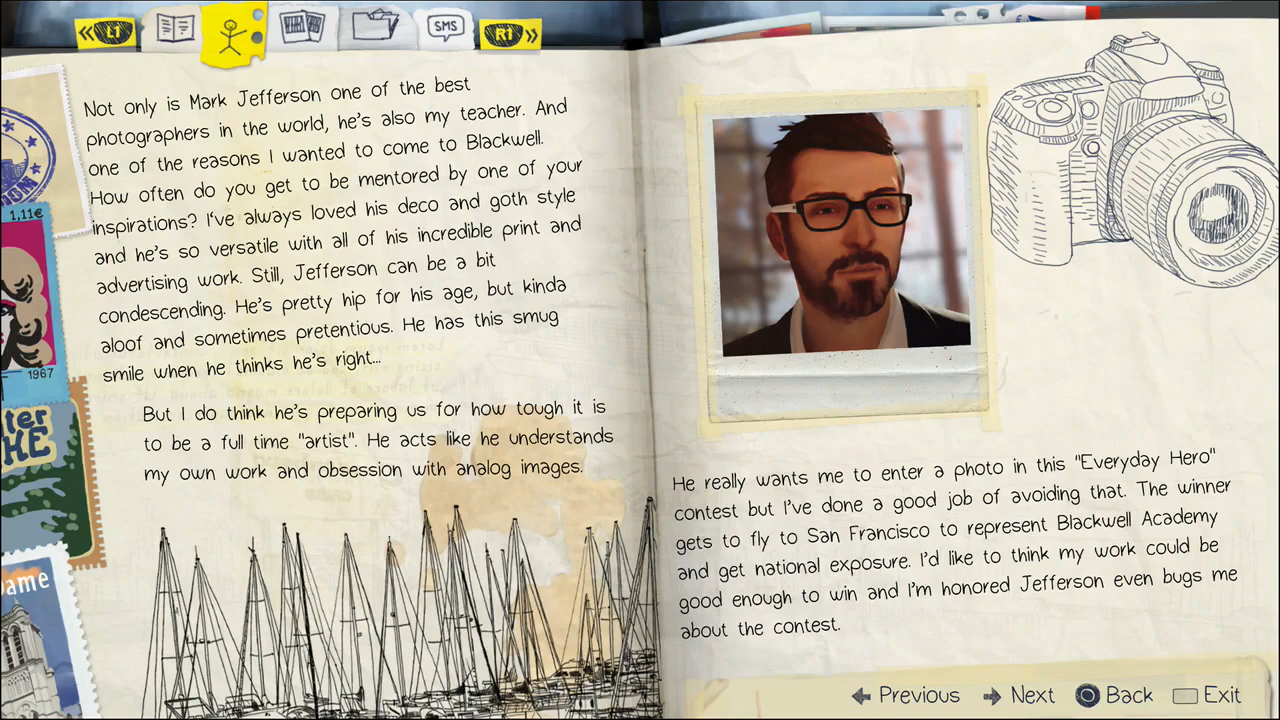 L1
SMS
R1
Not only is Mark Jefferson one of the best
photographers in the world, he's also my teacher. And
one of the reasons I wanted to come to Blackwell.
How often do you get to be mentored by one of your
inspirations? I've always loved his deco and goth style
and he's so versatile with all of his incredible print and
advertising work. Still, Jefferson can be a bit
condescending. He's pretty hip for his age, but kinda
aloof and sometimes pretentious. He has this smug
smile when he thinks he's right...
But I do think he's preparing us for how tough it is
to be a full time "artist". He acts like he understands
my own work and obsession with analog images.
1,11€
1967
He really wants me to enter a photo in this "Everyday Hero"
contest but I've done a good job of avoiding that. The winner
gets to fly to San Francisco to represent Blackwell Academy
and get national exposure. I'd like to think my work could be
good enough to win and I'm honored Jefferson even bugs me
about the contest.
Previous Next Back Exit